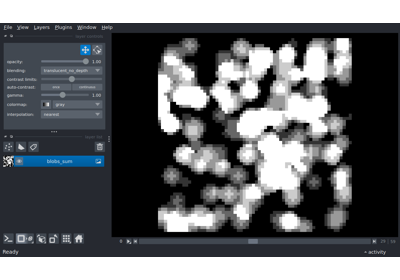 File View Layers Plugins Window Help
opacity: 1.00
blending: translucent_no_depth
contrast limits:
auto-contrast: once continuous
gamma: 1.00
colormap: gray
interpolation: nearest
blobs_sum
Ready
activity